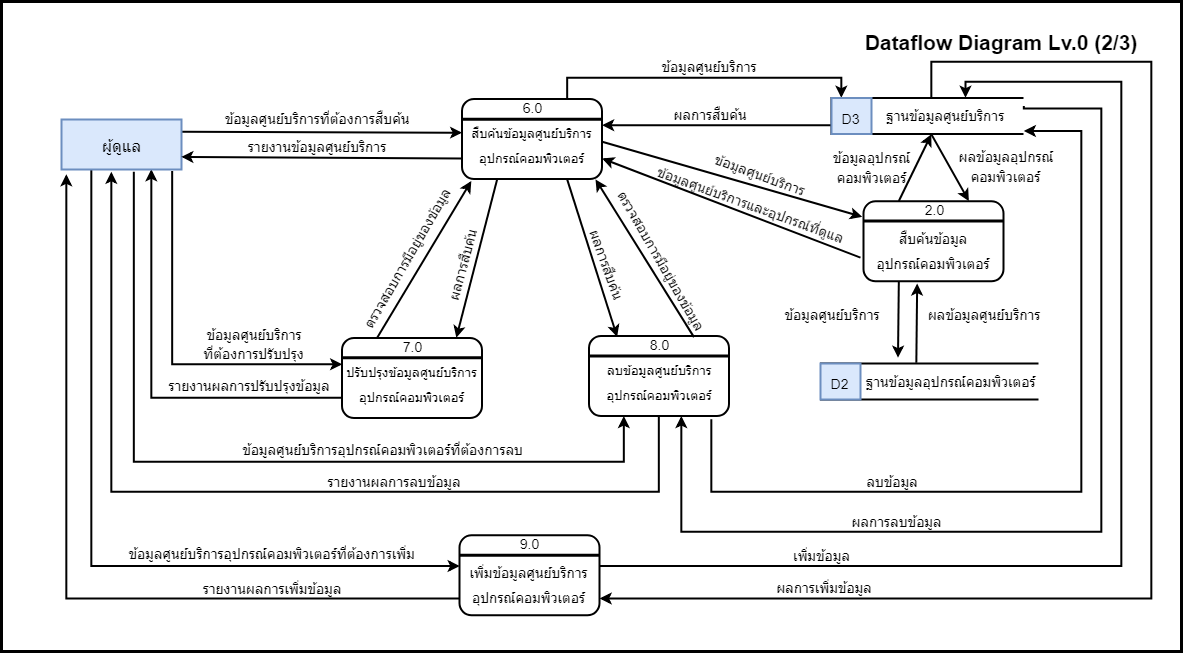 Dataflow Diagram Lv.0 (2/3)
ข้อมูลศูนย์บริการ
6.0
สืบค้นข้อมูลศูนย์บริการ
อุปกรณ์คอมพิวเตอร์
D3
ฐานข้อมูลศูนย์บริการ
ผลการสืบค้น
ข้อมูลศูนย์บริการที่ต้องการสืบค้น
รายงานข้อมูลศูนย์บริการ
ผู้ดูแล
ข้อมูลศูนย์บริการ
ข้อมูลศูนย์บริการและอุปกรณ์ที่ดูแล
ข้อมูลอุปกรณ์
คอมพิวเตอร์
ผลข้อมูลอุปกรณ์
คอมพิวเตอร์
2.0
สืบค้นข้อมูล
อุปกรณ์คอมพิวเตอร์
ตรวจสอบการมีอยู่ของข้อมูล
ผลการสืบค้น
ผลการสืบค้น
ตรวจสอบการมีอยู่ของข้อมูล
ข้อมูลศูนย์บริการ
ผลข้อมูลศูนย์บริการ
ข้อมูลศูนย์บริการ
ที่ต้องการปรับปรุง
รายงานผลการปรับปรุงข้อมูล
7.0
ปรับปรุงข้อมูลศูนย์บริการ
อุปกรณ์คอมพิวเตอร์
8.0
ลบข้อมูลศูนย์บริการ
อุปกรณ์คอมพิวเตอร์
D2
ฐานข้อมูลอุปกรณ์คอมพิวเตอร์
ข้อมูลศูนย์บริการอุปกรณ์คอมพิวเตอร์ที่ต้องการลบ
รายงานผลการลบข้อมูล
ลบข้อมูล
ผลการลบข้อมูล
ข้อมูลศูนย์บริการอุปกรณ์คอมพิวเตอร์ที่ต้องการเพิ่ม
รายงานผลการเพิ่มข้อมูล
9.0
เพิ่มข้อมูลศูนย์บริการ
อุปกรณ์คอมพิวเตอร์
เพิ่มข้อมูล
ผลการเพิ่มข้อมูล